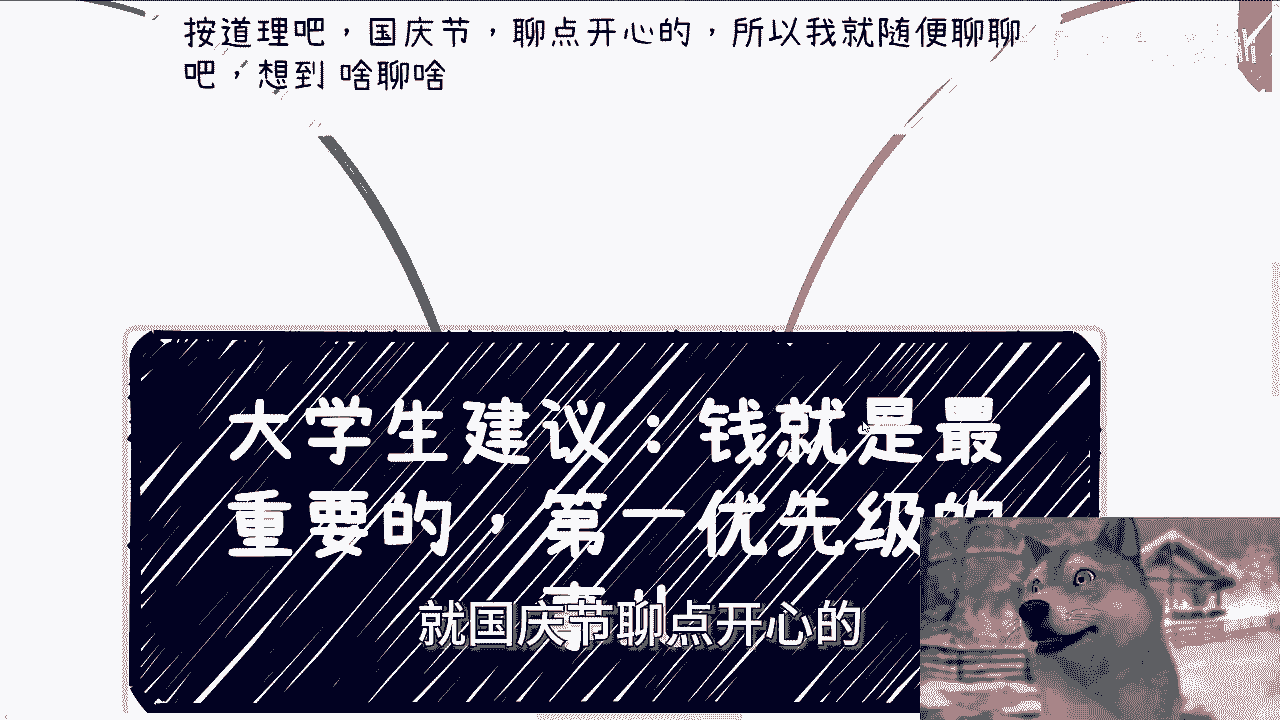 按道理吧，国庆节，聊点开心的，所以我就随便聊聊
吧，想到 啥聊啥
大学生建议：钱就是最
重要的，第一优先级的
就国庆节聊点开心的